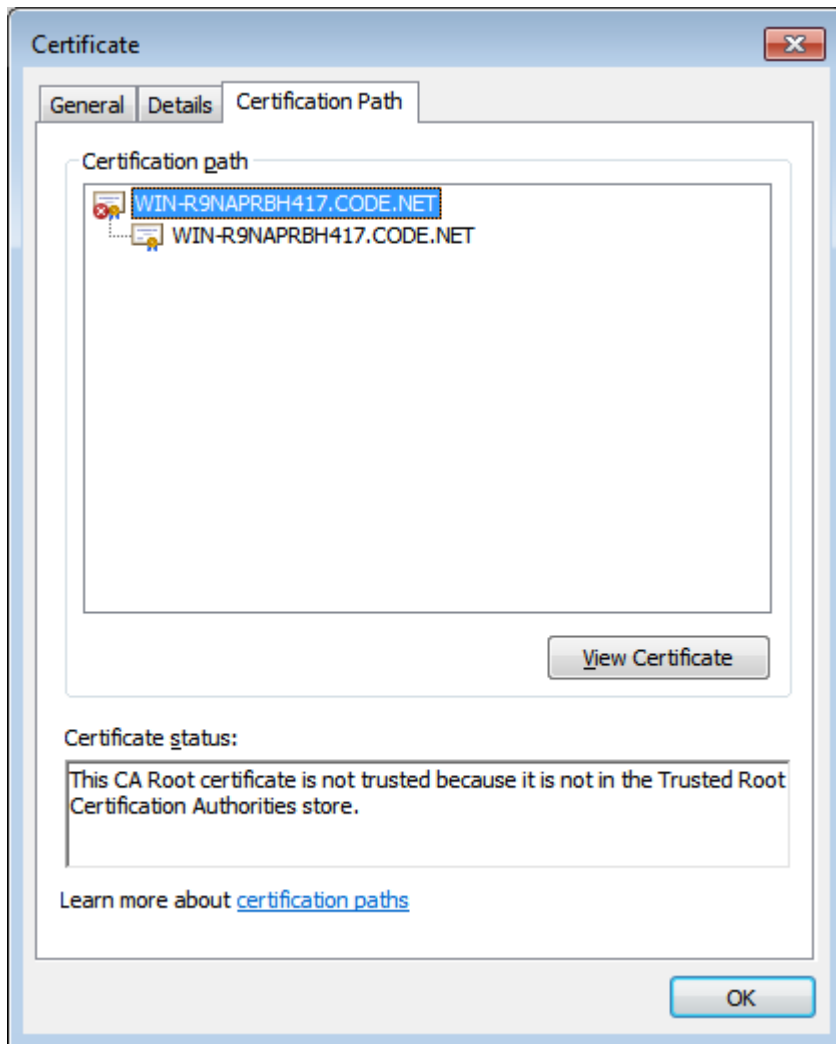 Certificate
General Details Certification Path
Certification path
WIN-R9NAPRBH417.CODE.NET
WIN-R9NAPRBH417.CODE.NET
View Certificate
Certificate status:
This CA Root certificate is not trusted because it is not in the Trusted Root
Certification Authorities store.
Learn more about certification paths
OK